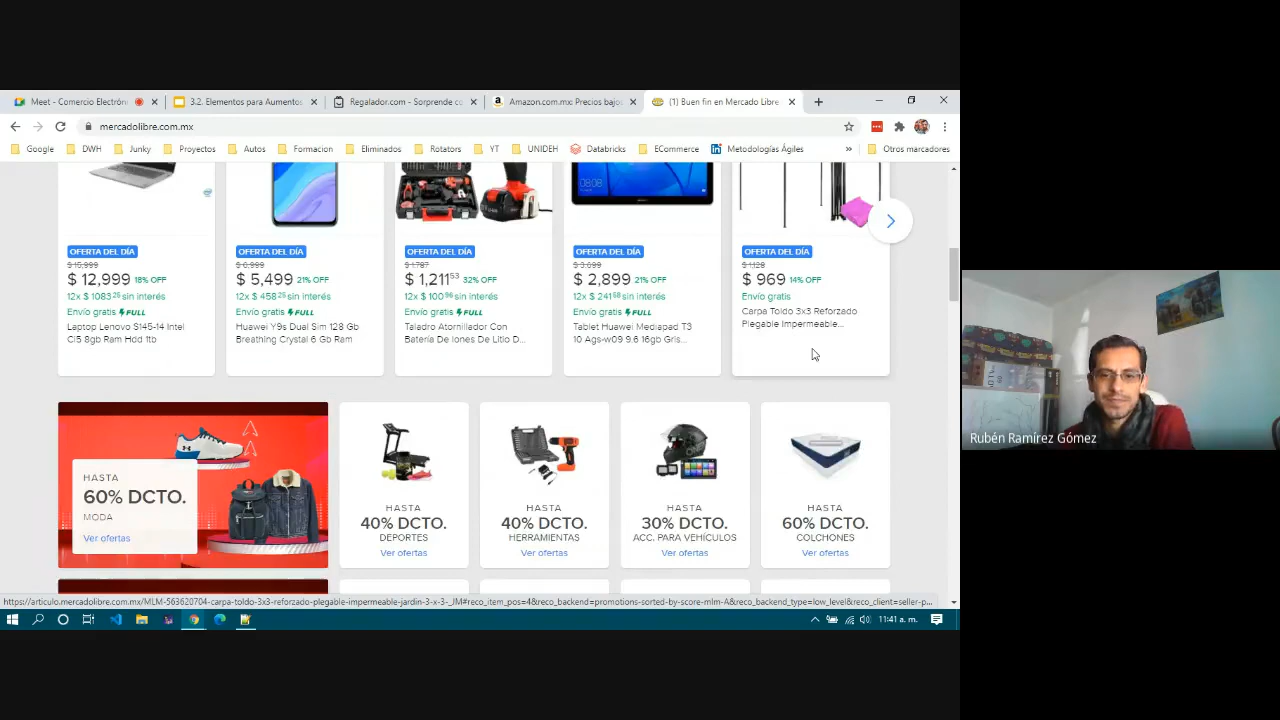 Meet - Comercio Electrón
3.2. Elementos para Aumentos
Regalador.com - Sorprende co
Amazon.com.mx: Precios bajos
(1) Buen fin en Mercado Libre
mercadolibre.com.mx
Google
DWH
Junky
Proyectos
Autos
Formacion
Eliminados
Rotators
YT
UNIDEH
Databricks
ECommerce
Metodologías Ágiles
»
Otros marcadores
08:08
OFERTA DEL DÍA
$ 15,999
$ 12,999 18% OFF
12x $ 1083 25 sin interés
Envío gratis FULL
Laptop Lenovo S145-14 Intel
Ci5 8gb Ram Hdd 1tb
OFERTA DEL DÍA
$ 6,999
$ 5,499 21% OFF
12x $ 458 25 sin interés
Envío gratis FULL
Huawei Y9s Dual Sim 128 Gb
Breathing Crystal 6 Gb Ram
OFERTA DEL DÍA
$ 1,787
$ 1,211 53 32% OFF
12x $ 100 96 sin interés
Envío gratis FULL
Taladro Atornillador Con
Batería De Iones De Litio D...
OFERTA DEL DÍA
$ 3,699
$ 2,899 21% OFF
12x $ 241 58 sin interés
Envío gratis FULL
Tablet Huawei Mediapad T3
10 Ags-w09 9.6 16gb Gris...
OFERTA DEL DÍA
$ 1,128
$ 969 14% OFF
Envío gratis
Carpa Toldo 3x3 Reforzado
Plegable Impermeable...
HASTA
60% DCTO.
MODA
Ver ofertas
HASTA
40% DCTO.
DEPORTES
Ver ofertas
HASTA
40% DCTO.
HERRAMIENTAS
Ver ofertas
HASTA
30% DCTO.
ACC. PARA VEHÍCULOS
Ver ofertas
HASTA
60% DCTO.
COLCHONES
Ver ofertas
https://articulo.mercadolibre.com.mx/MLM-563620704-carpa-toldo-3x3-reforzado-plegable-impermeable-jardin-3-x-3-_JM#reco_item_pos=4&reco_backend=promotions-sorted-by-score-mlm-A&reco_backend_type=low_level&reco_client=seller-p...
11:41 a. m.
Rubén Ramírez Gómez